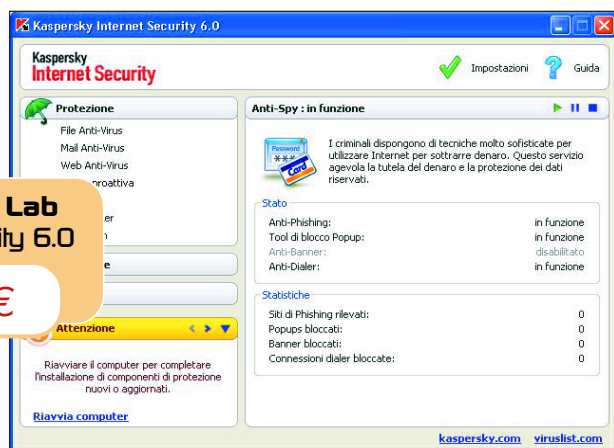 Kaspersky Internet Security 6.0
Kaspersky
Internet Security
Impostazioni
Guida
Protezione
File Anti-Virus
Mail Anti-Virus
Web Anti-Virus
proattiva
Lab
6.0
€
Attenzione
Riavviare il computer per completare
l'installazione di componenti di protezione
nuovi o aggiornati.
Riavvia computer
Anti-Spy : in funzione
Password
***
Card
I criminali dispongono di tecniche molto sofisticate per
utilizzare Internet per sottrarre denaro. Questo servizio
agevola la tutela del denaro e la protezione dei dati
riservati.
Stato
Anti-Phishing: in funzione
Tool di blocco Popup: in funzione
Anti-Banner: disabilitato
Anti-Dialer: in funzione
Statistiche
Siti di Phishing rilevati: 0
Popups bloccati: 0
Banner bloccati: 0
Connessioni dialer bloccate: 0
kaspersky.com viruslist.com